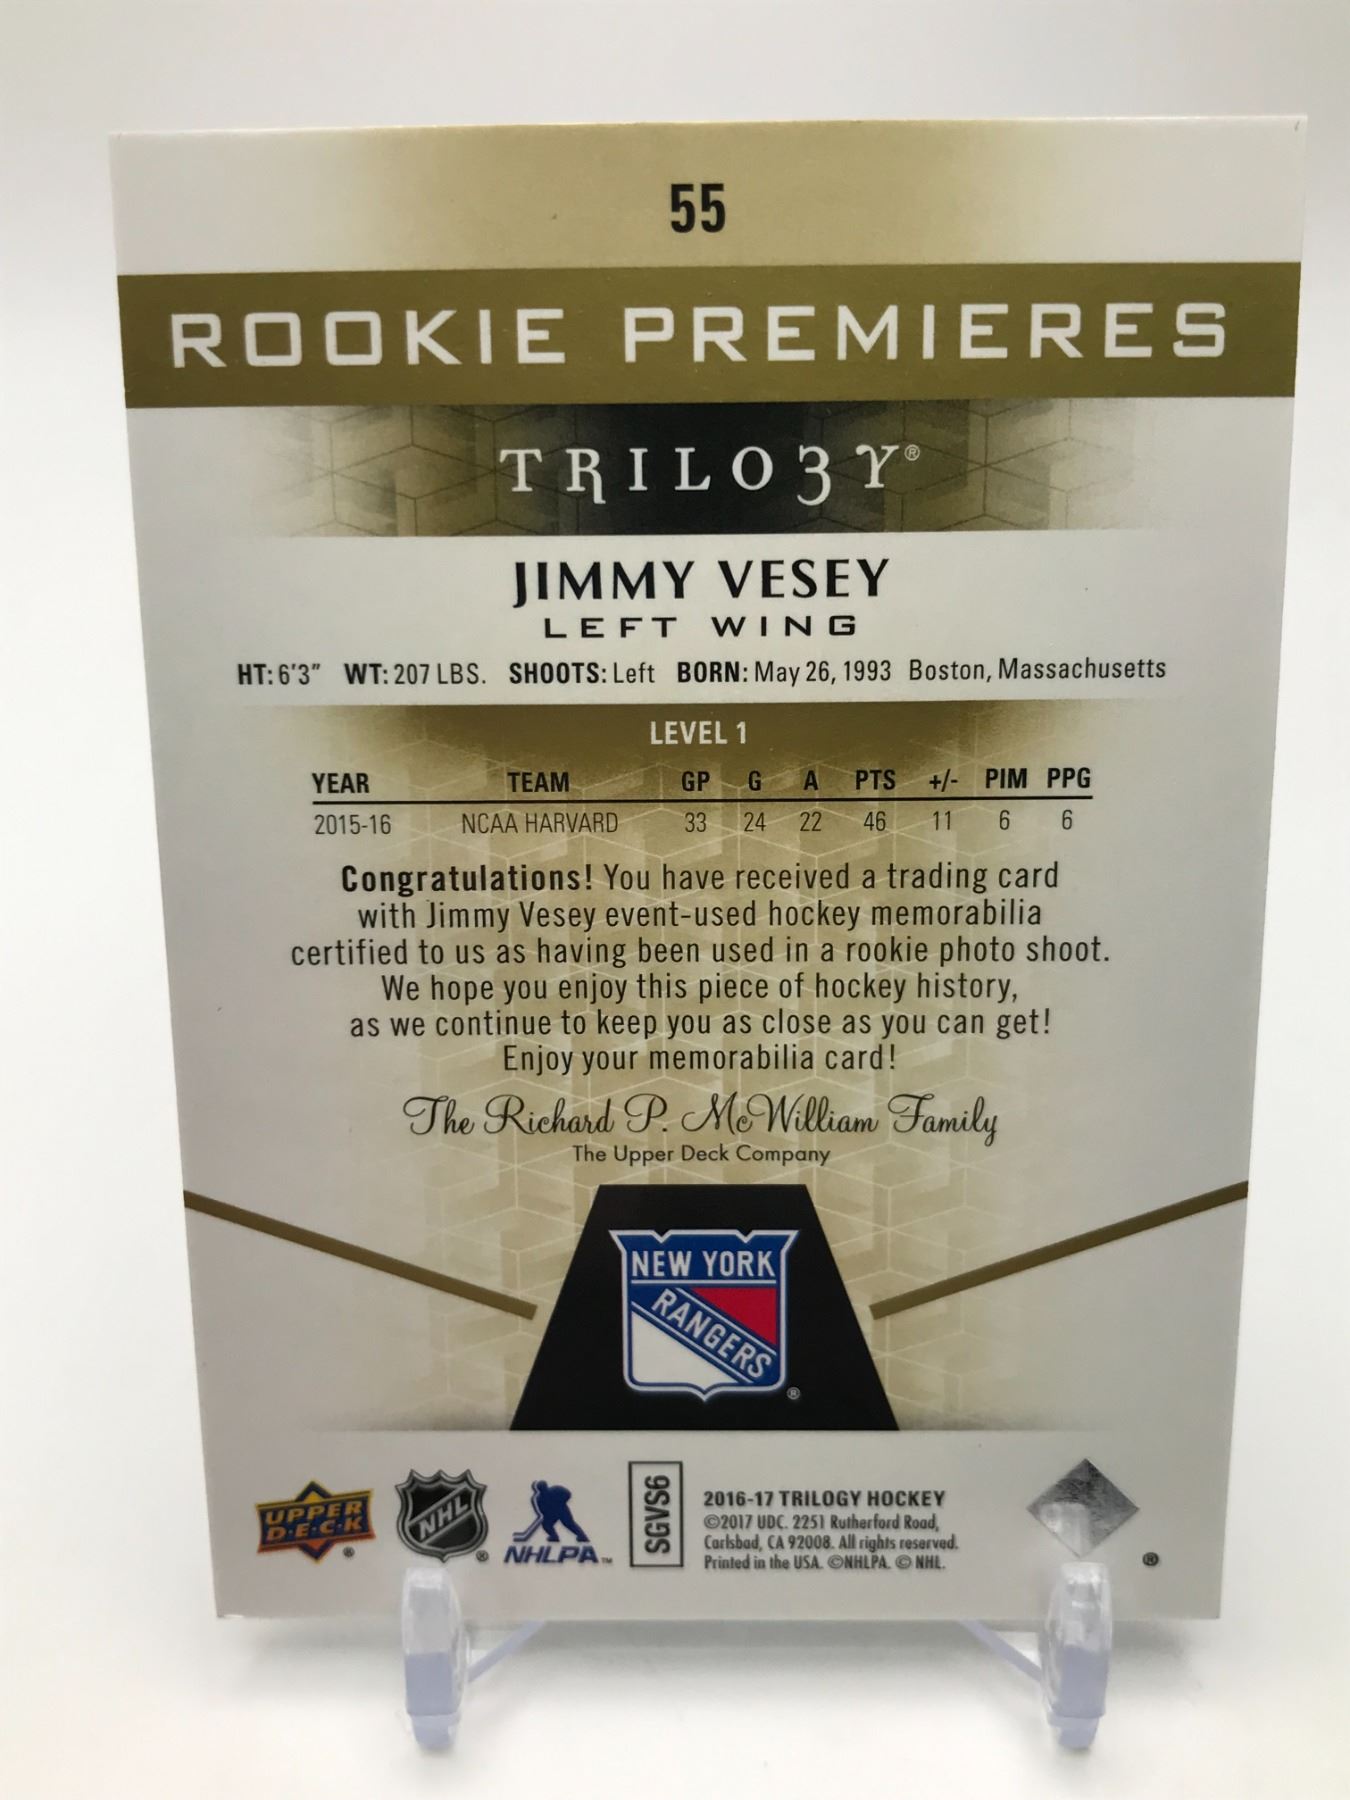 55
ROOKIE PREMIERES
TRILO3Y®
JIMMY VESEY
LEFT WING
HT: 6'3" WT: 207 LBS. SHOOTS: Left BORN: May 26, 1993 Boston, Massachusetts
LEVEL 1
YEAR TEAM GP G A PTS +/- PIM PPG
2015-16 NCAA HARVARD 33 24 22 46 11 6 6
Congratulations! You have received a trading card
with Jimmy Vesey event-used hockey memorabilia
certified to us as having been used in a rookie photo shoot.
We hope you enjoy this piece of hockey history,
as we continue to keep you as close as you can get!
Enjoy your memorabilia card!
The Richard P. McWilliam Family
The Upper Deck Company
NEW YORK
RANGERS
®
UPPER
D·E·C·K
®
NHL
®
NHLPA™
SGVS6
2016-17 TRILOGY HOCKEY
©2017 UDC. 2251 Rutherford Road,
Carlsbad, CA 92008. All rights reserved.
Printed in the USA. ©NHLPA. © NHL.
®